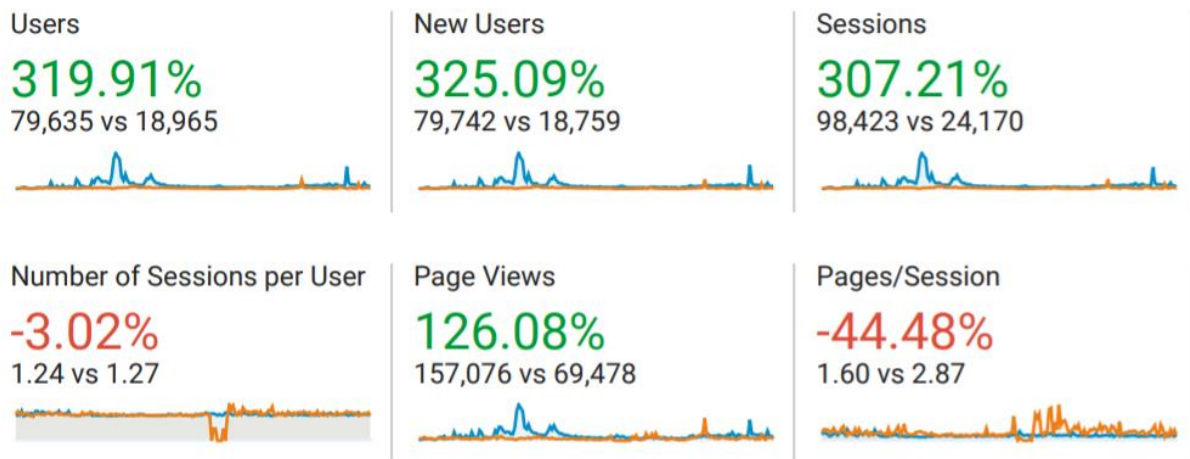 Users
319.91%
79,635 vs 18,965
New Users
325.09%
79,742 vs 18,759
Sessions
307.21%
98,423 vs 24,170
Number of Sessions per User
-3.02%
1.24 vs 1.27
Page Views
126.08%
157,076 vs 69,478
Pages/Session
-44.48%
1.60 vs 2.87